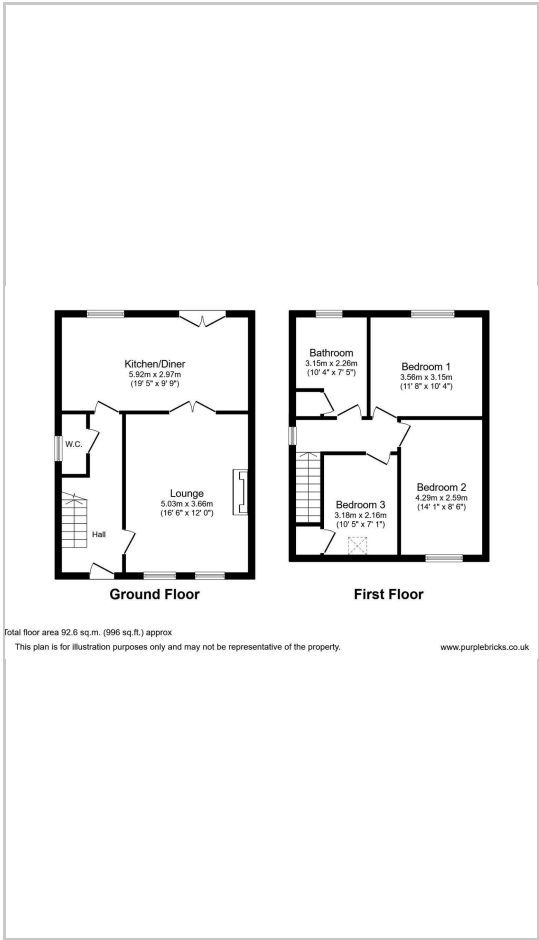 Kitchen/Diner
5.92m x 2.97m
(19' 5" x 9' 9")
W.C.
Lounge
5.03m x 3.66m
(16' 6" x 12' 0")
Hall
Ground Floor
Bathroom
3.15m x 2.26m
(10' 4" x 7' 5")
Bedroom 1
3.56m x 3.15m
(11' 8" x 10' 4")
Bedroom 2
4.29m x 2.59m
(14' 1" x 8' 6")
Bedroom 3
3.18m x 2.16m
(10' 5" x 7' 1")
First Floor
Total floor area 92.6 sq.m. (996 sq.ft.) approx
This plan is for illustration purposes only and may not be representative of the property.
www.purplebricks.co.uk